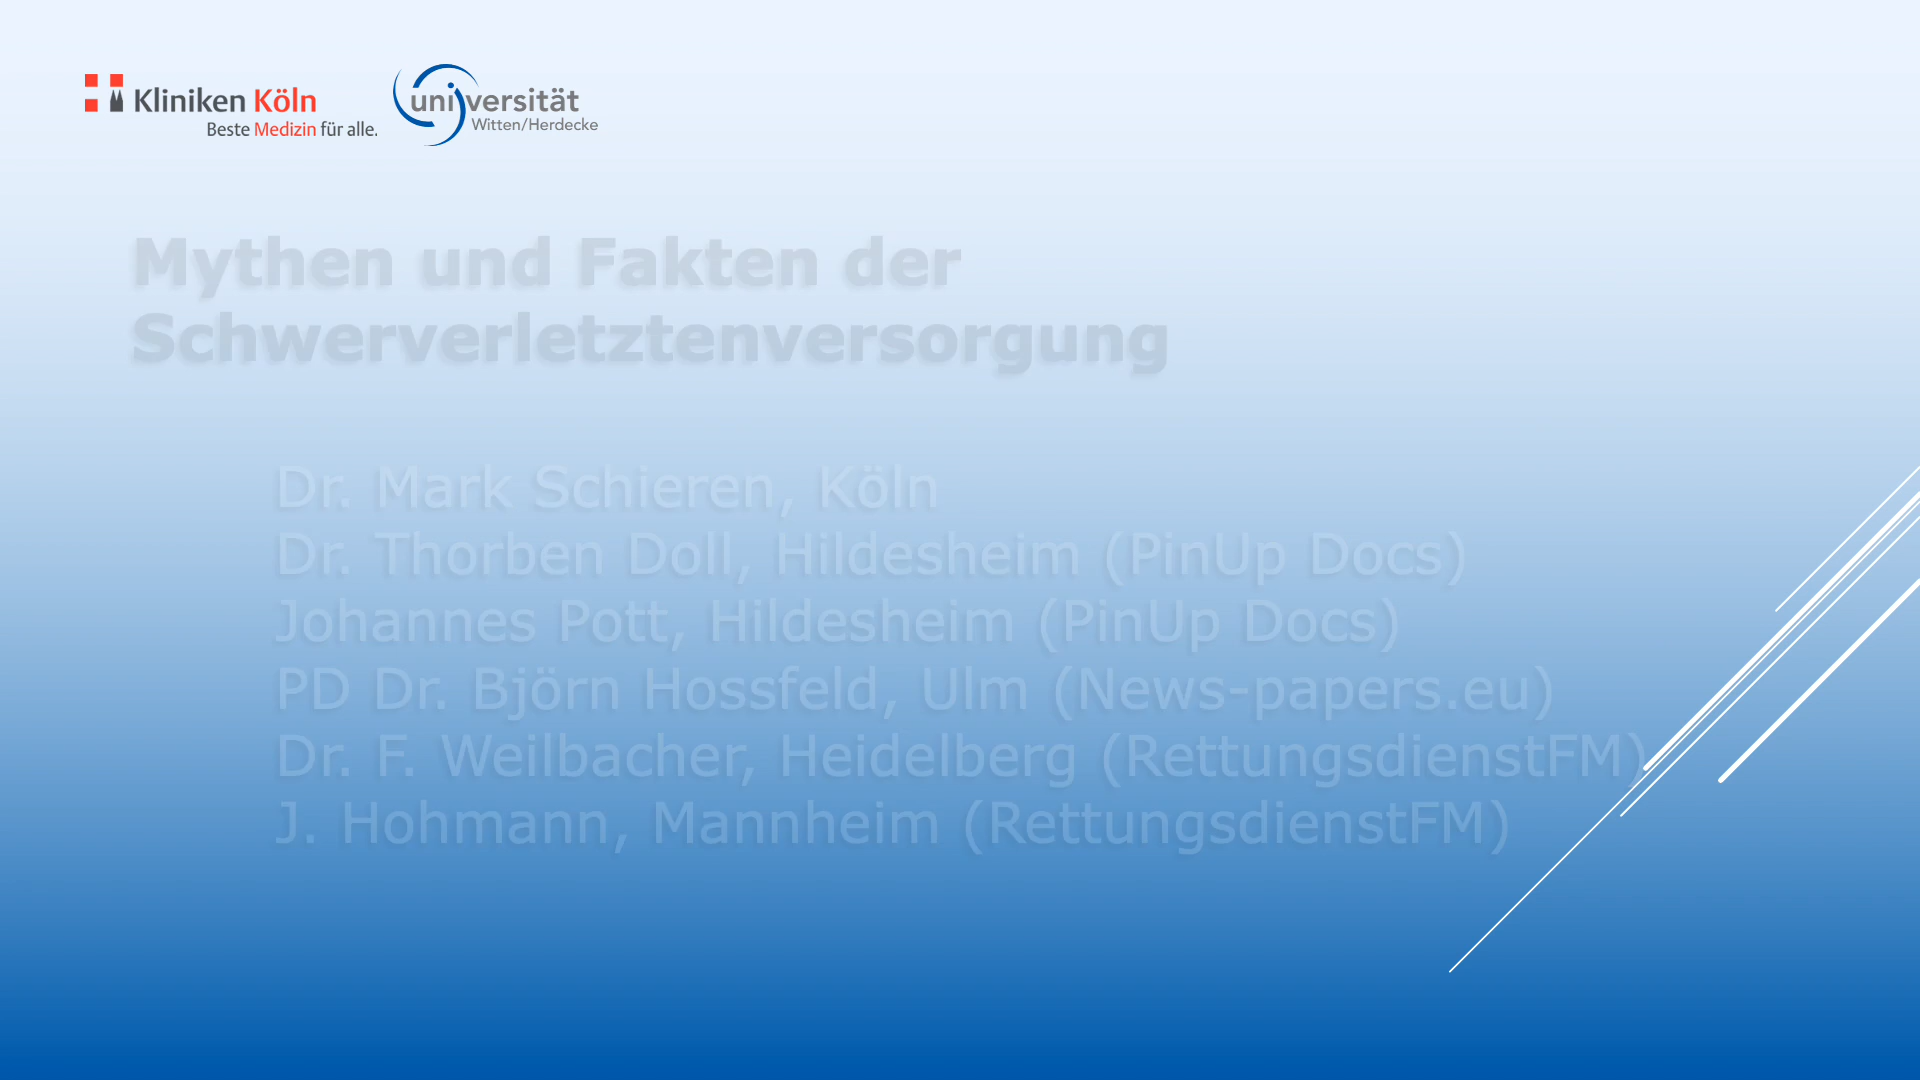 Kliniken Köln
Beste Medizin für alle.
universität
Witten/Herdecke
Mythen und Fakten der
Schwerverletztenversorgung
Dr. Mark Schieren, Köln
Dr. Thorben Doll, Hildesheim (PinUp Docs)
Johannes Pott, Hildesheim (PinUp Docs)
PD Dr. Björn Hossfeld, Ulm (News-papers.eu)
Dr. F. Weilbacher, Heidelberg (RettungsdienstFM)
J. Hohmann, Mannheim (RettungsdienstFM)